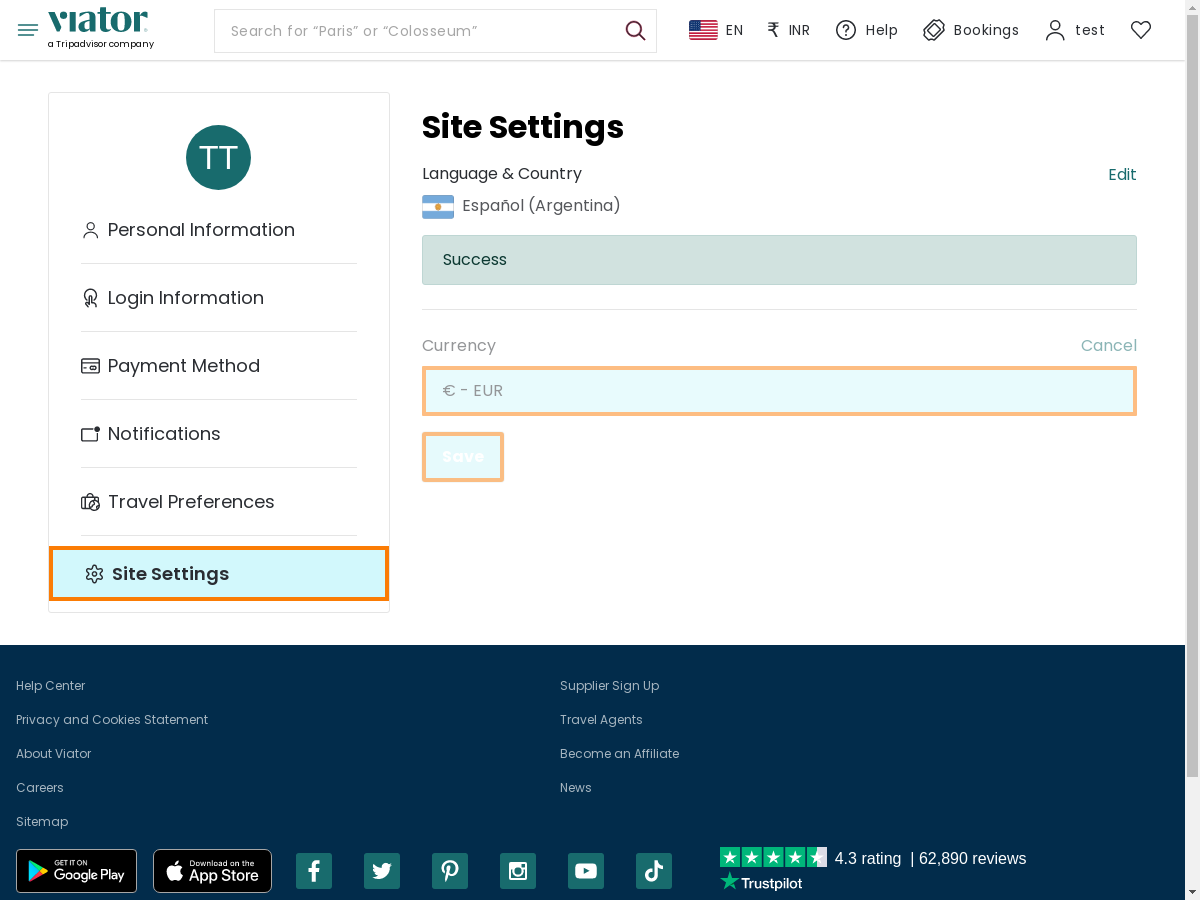 viator
a Tripadvisor company
Search for “Paris” or “Colosseum”
EN
₹ INR
Help
Bookings
test
TT
Personal Information
Login Information
Payment Method
Notifications
Travel Preferences
Site Settings
Site Settings
Language & Country
Edit
Español (Argentina)
Success
Currency
Cancel
€ - EUR
Save
Help Center
Privacy and Cookies Statement
About Viator
Careers
Sitemap
Supplier Sign Up
Travel Agents
Become an Affiliate
News
GET IT ON
Google Play
Download on the
App Store
4.3 rating | 62,890 reviews
Trustpilot